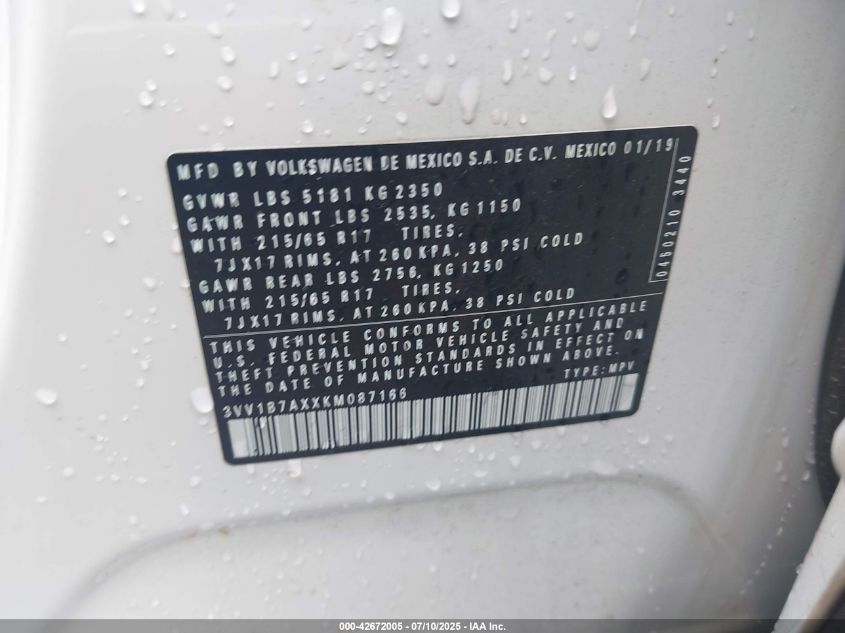 MFD BY VOLKSWAGEN DE MEXICO S.A. DE C.V. MEXICO 01/19
GVWR LBS 5181 KG 2350
GAWR FRONT LBS 2535, KG 1150
WITH 215/65 R17 TIRES,
7JX17 RIMS, AT 260 KPA, 38 PSI COLD
GAWR REAR LBS 2756, KG 1250
WITH 215/65 R17 TIRES,
7JX17 RIMS, AT 260 KPA, 38 PSI COLD
0450210 3440
THIS VEHICLE CONFORMS TO ALL APPLICABLE
U.S. FEDERAL MOTOR VEHICLE SAFETY AND
THEFT PREVENTION STANDARDS IN EFFECT ON
THE DATE OF MANUFACTURE SHOWN ABOVE.
TYPE: MPV
3VV1B7AXXKM087166
000-42672005 - 07/10/2025 - IAA Inc.